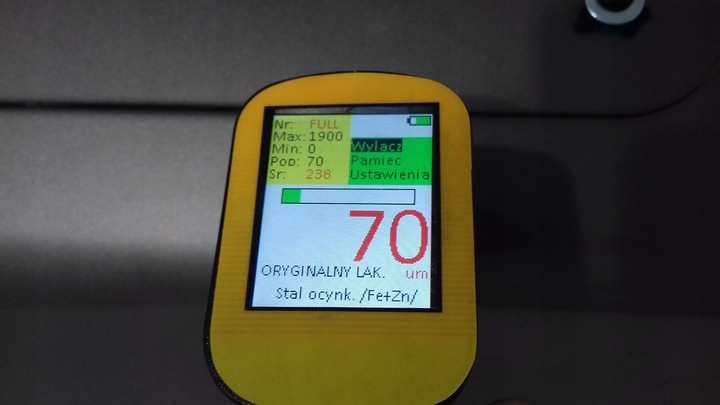 Nr: FULL
Max: 1900
Min: 0
Pop: 70
Sr: 238
Wylacz
Pamiec
Ustawienia
70
um
ORYGINALNY LAK.
Stal ocynk. /Fe+Zn/